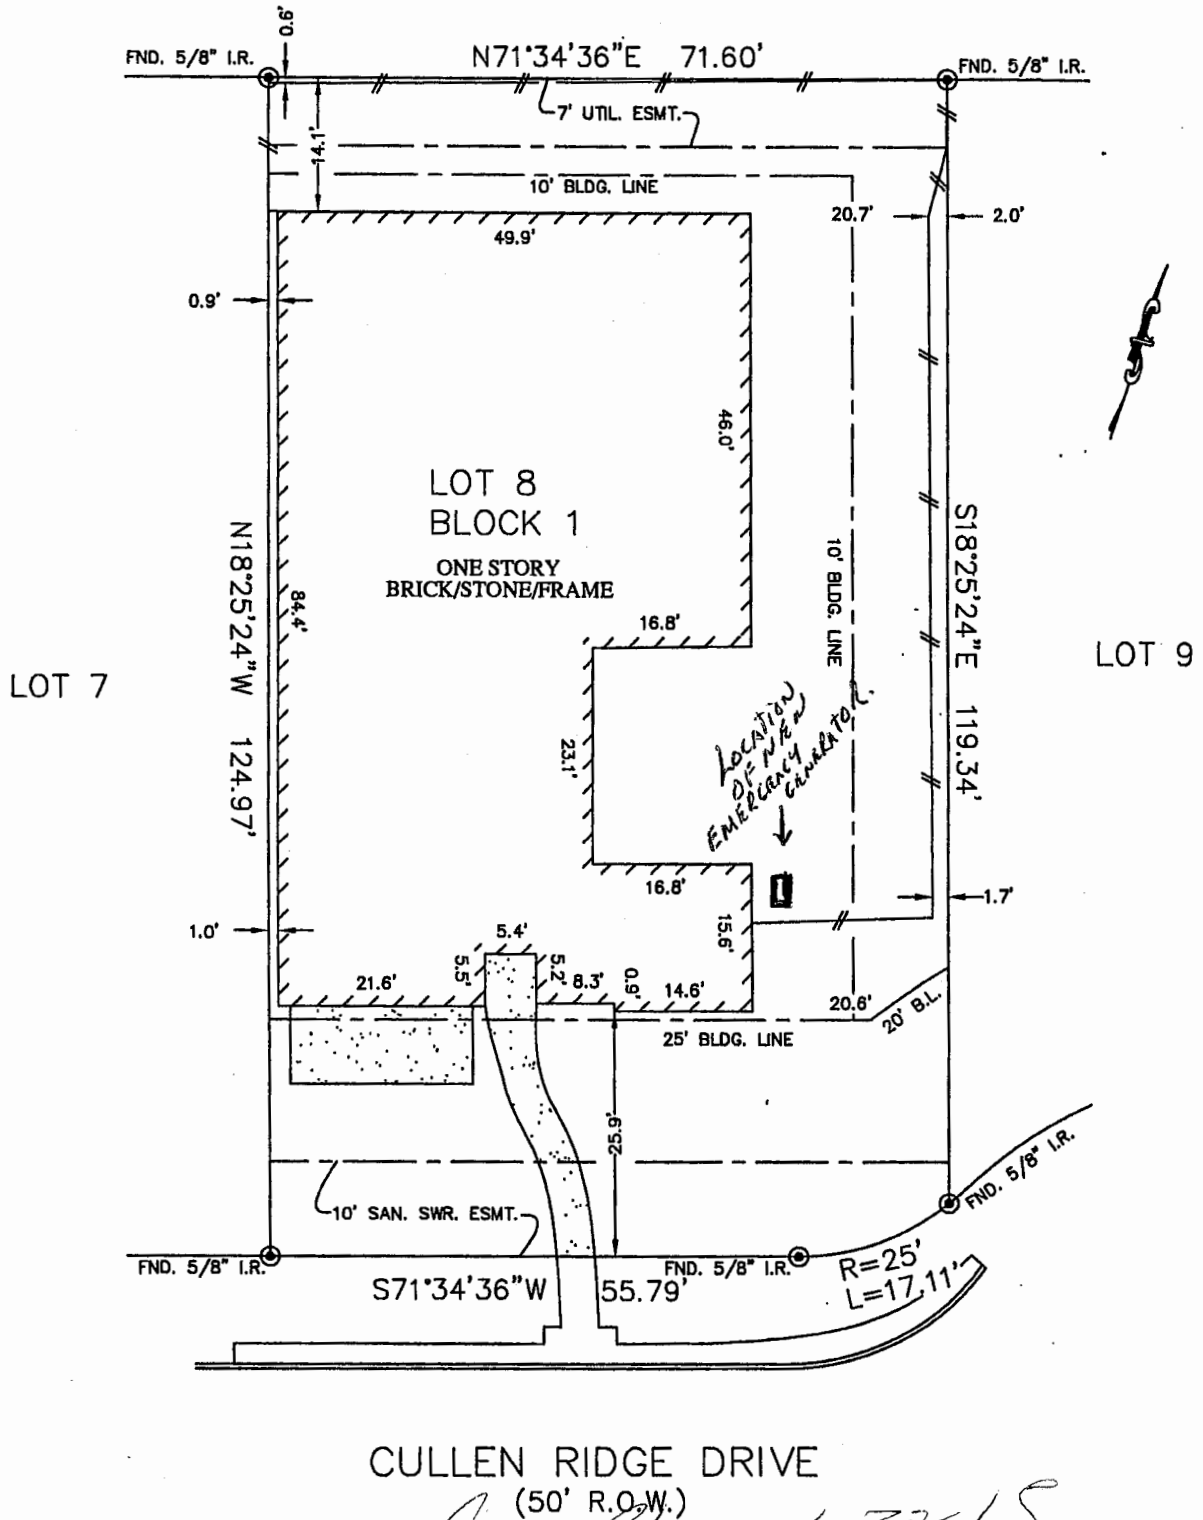 0.6'
FND. 5/8" I.R.
N71°34'36"E 71.60'
FND. 5/8" I.R.
7' UTIL. ESMT.
14.1'
10' BLDG. LINE
20.7'
2.0'
49.9'
0.9'
46.0'
LOT 8
BLOCK 1
ONE STORY
BRICK/STONE/FRAME
N18°25'24"W 124.97'
84.4'
10' BLDG. LINE
S18°25'24"E 119.34'
16.8'
LOT 7
LOT 9
23.1'
LOCATION
OF NEW
EMERGANCY
GENARATOR.
16.8'
1.7'
15.6'
1.0'
5.4'
5.5'
5.2'
21.6'
8.3'
0.9'
14.6'
20.6'
20' B.L.
25' BLDG. LINE
25.9'
10' SAN. SWR. ESMT.
FND. 5/8" I.R.
FND. 5/8" I.R.
FND. 5/8" I.R.
S71°34'36"W 55.79'
R=25'
L=17.11'
CULLEN RIDGE DRIVE
(50' R.O.W.)